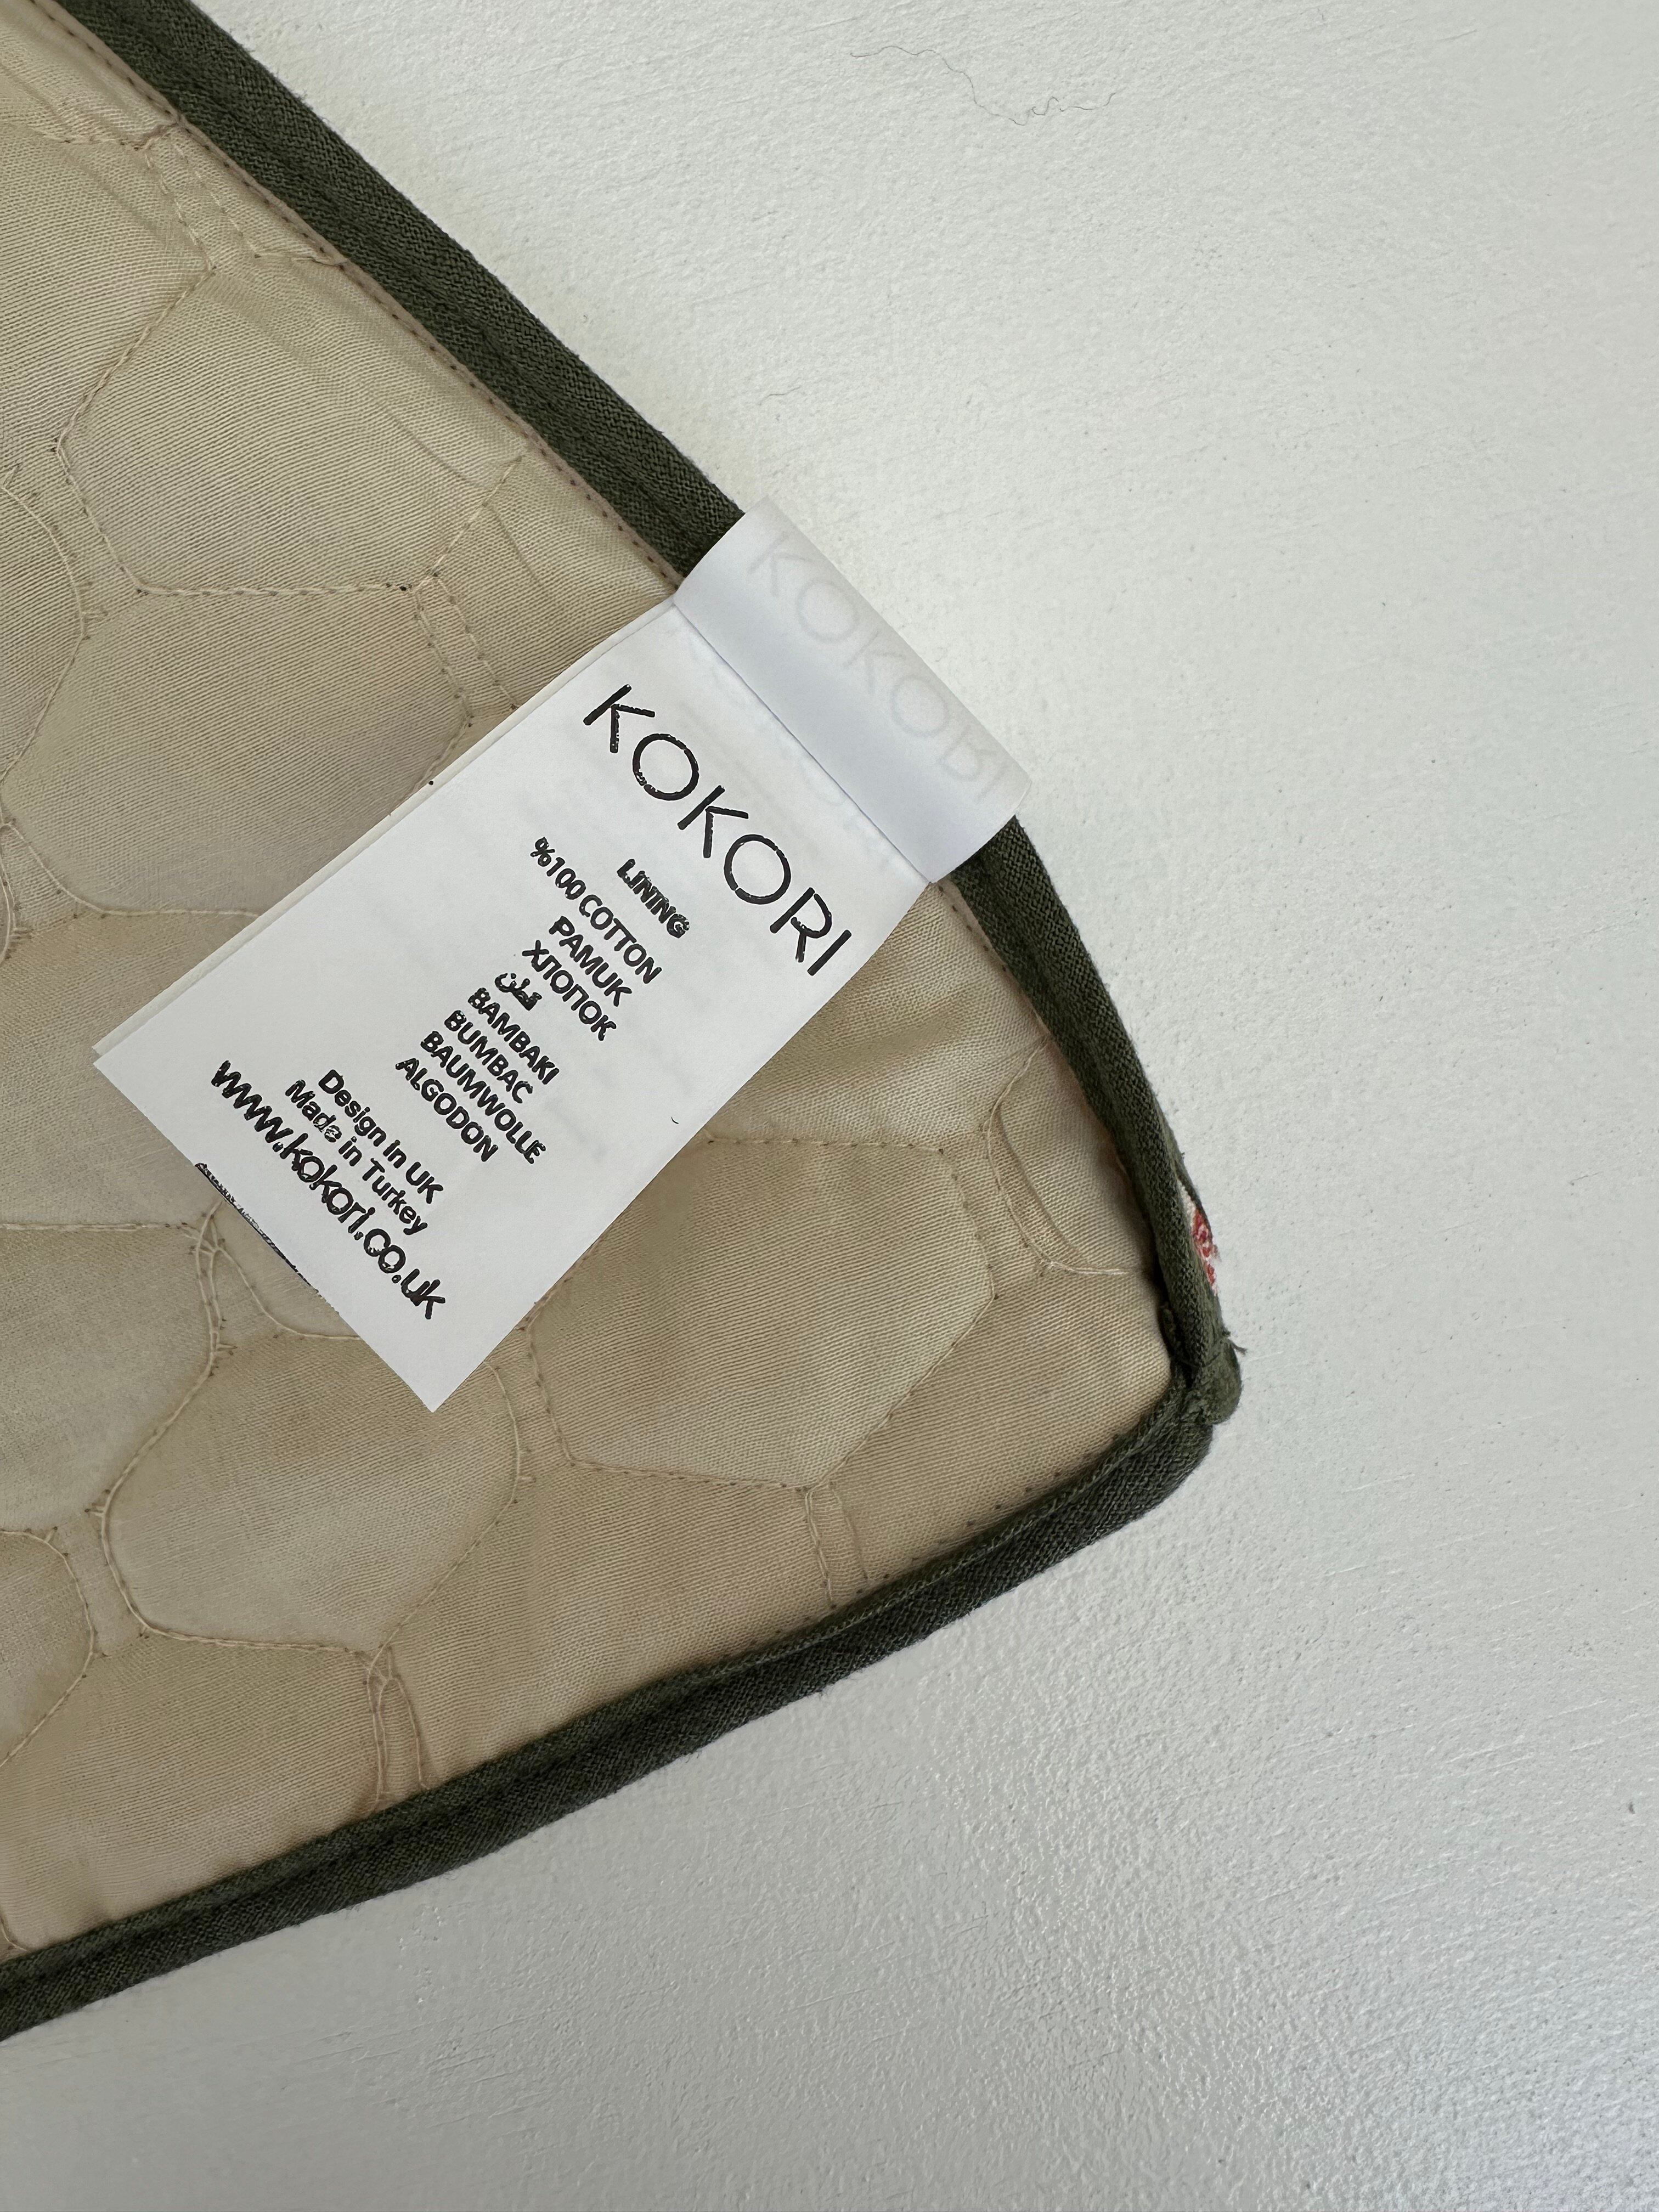 KOKORI
KOKORI
LINING
%100 COTTON
PAMUK
ХЛОПОК
قطن
BAMBAKI
BUMBAC
BAUMWOLLE
ALGODON
Design in UK
Made in Turkey
www.kokori.co.uk